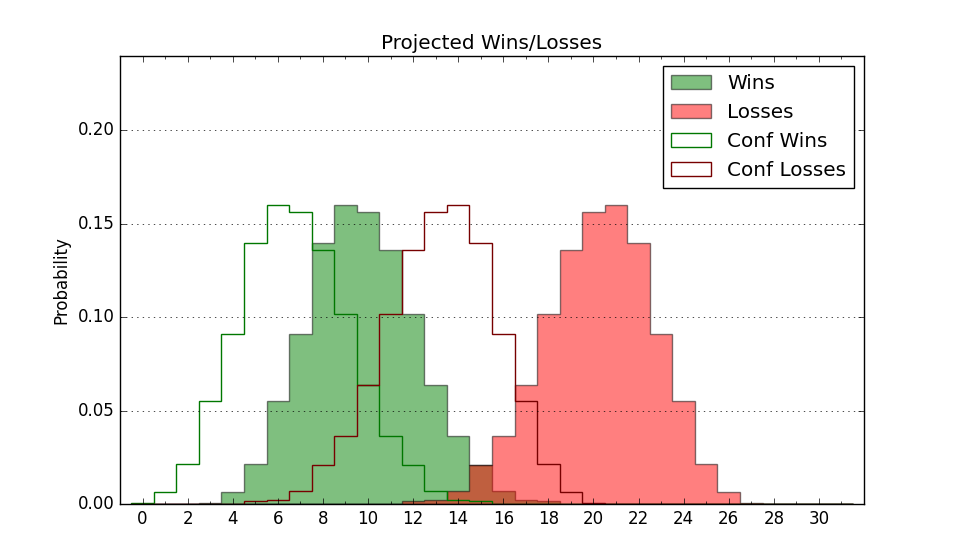 Projected Wins/Losses
Wins
Losses
Conf Wins
Conf Losses
Probability
0.20
0.15
0.10
0.05
0.00
0 2 4 6 8 10 12 14 16 18 20 22 24 26 28 30